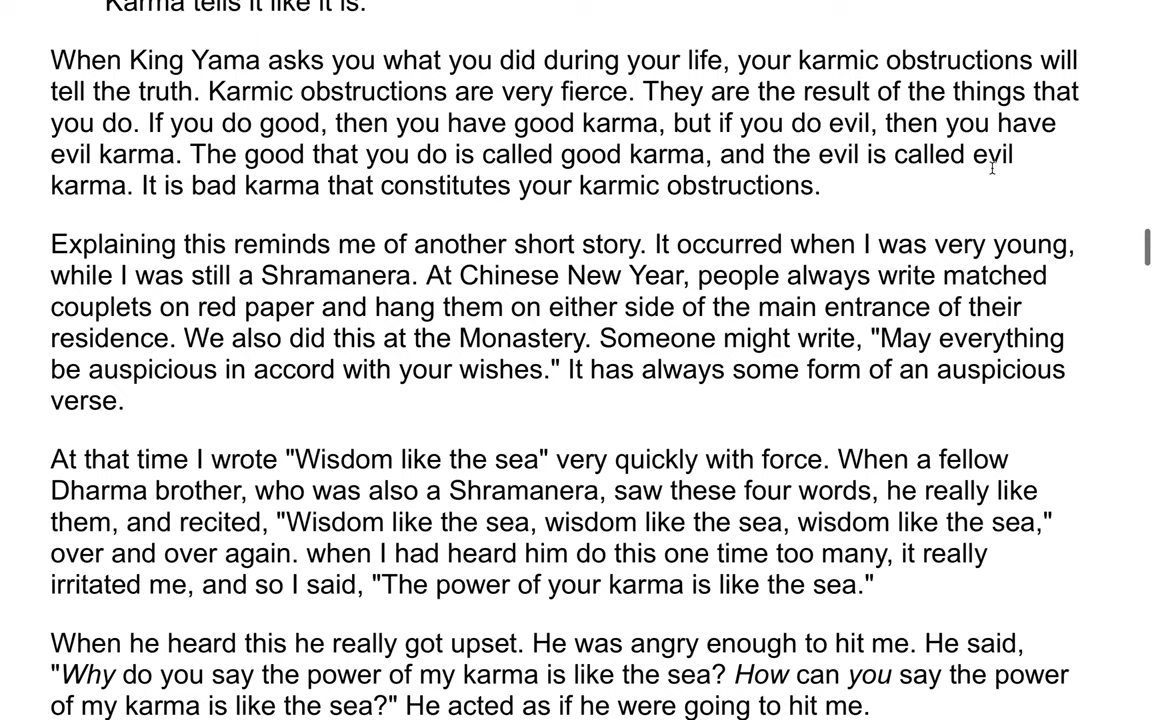 Karma tells it like it is.
When King Yama asks you what you did during your life, your karmic obstructions will
tell the truth. Karmic obstructions are very fierce. They are the result of the things that
you do. If you do good, then you have good karma, but if you do evil, then you have
evil karma. The good that you do is called good karma, and the evil is called evil
karma. It is bad karma that constitutes your karmic obstructions.
Explaining this reminds me of another short story. It occurred when I was very young,
while I was still a Shramanera. At Chinese New Year, people always write matched
couplets on red paper and hang them on either side of the main entrance of their
residence. We also did this at the Monastery. Someone might write, "May everything
be auspicious in accord with your wishes." It has always some form of an auspicious
verse.
At that time I wrote "Wisdom like the sea" very quickly with force. When a fellow
Dharma brother, who was also a Shramanera, saw these four words, he really like
them, and recited, "Wisdom like the sea, wisdom like the sea, wisdom like the sea,"
over and over again. when I had heard him do this one time too many, it really
irritated me, and so I said, "The power of your karma is like the sea."
When he heard this he really got upset. He was angry enough to hit me. He said,
"Why do you say the power of my karma is like the sea? How can you say the power
of my karma is like the sea?" He acted as if he were going to hit me.